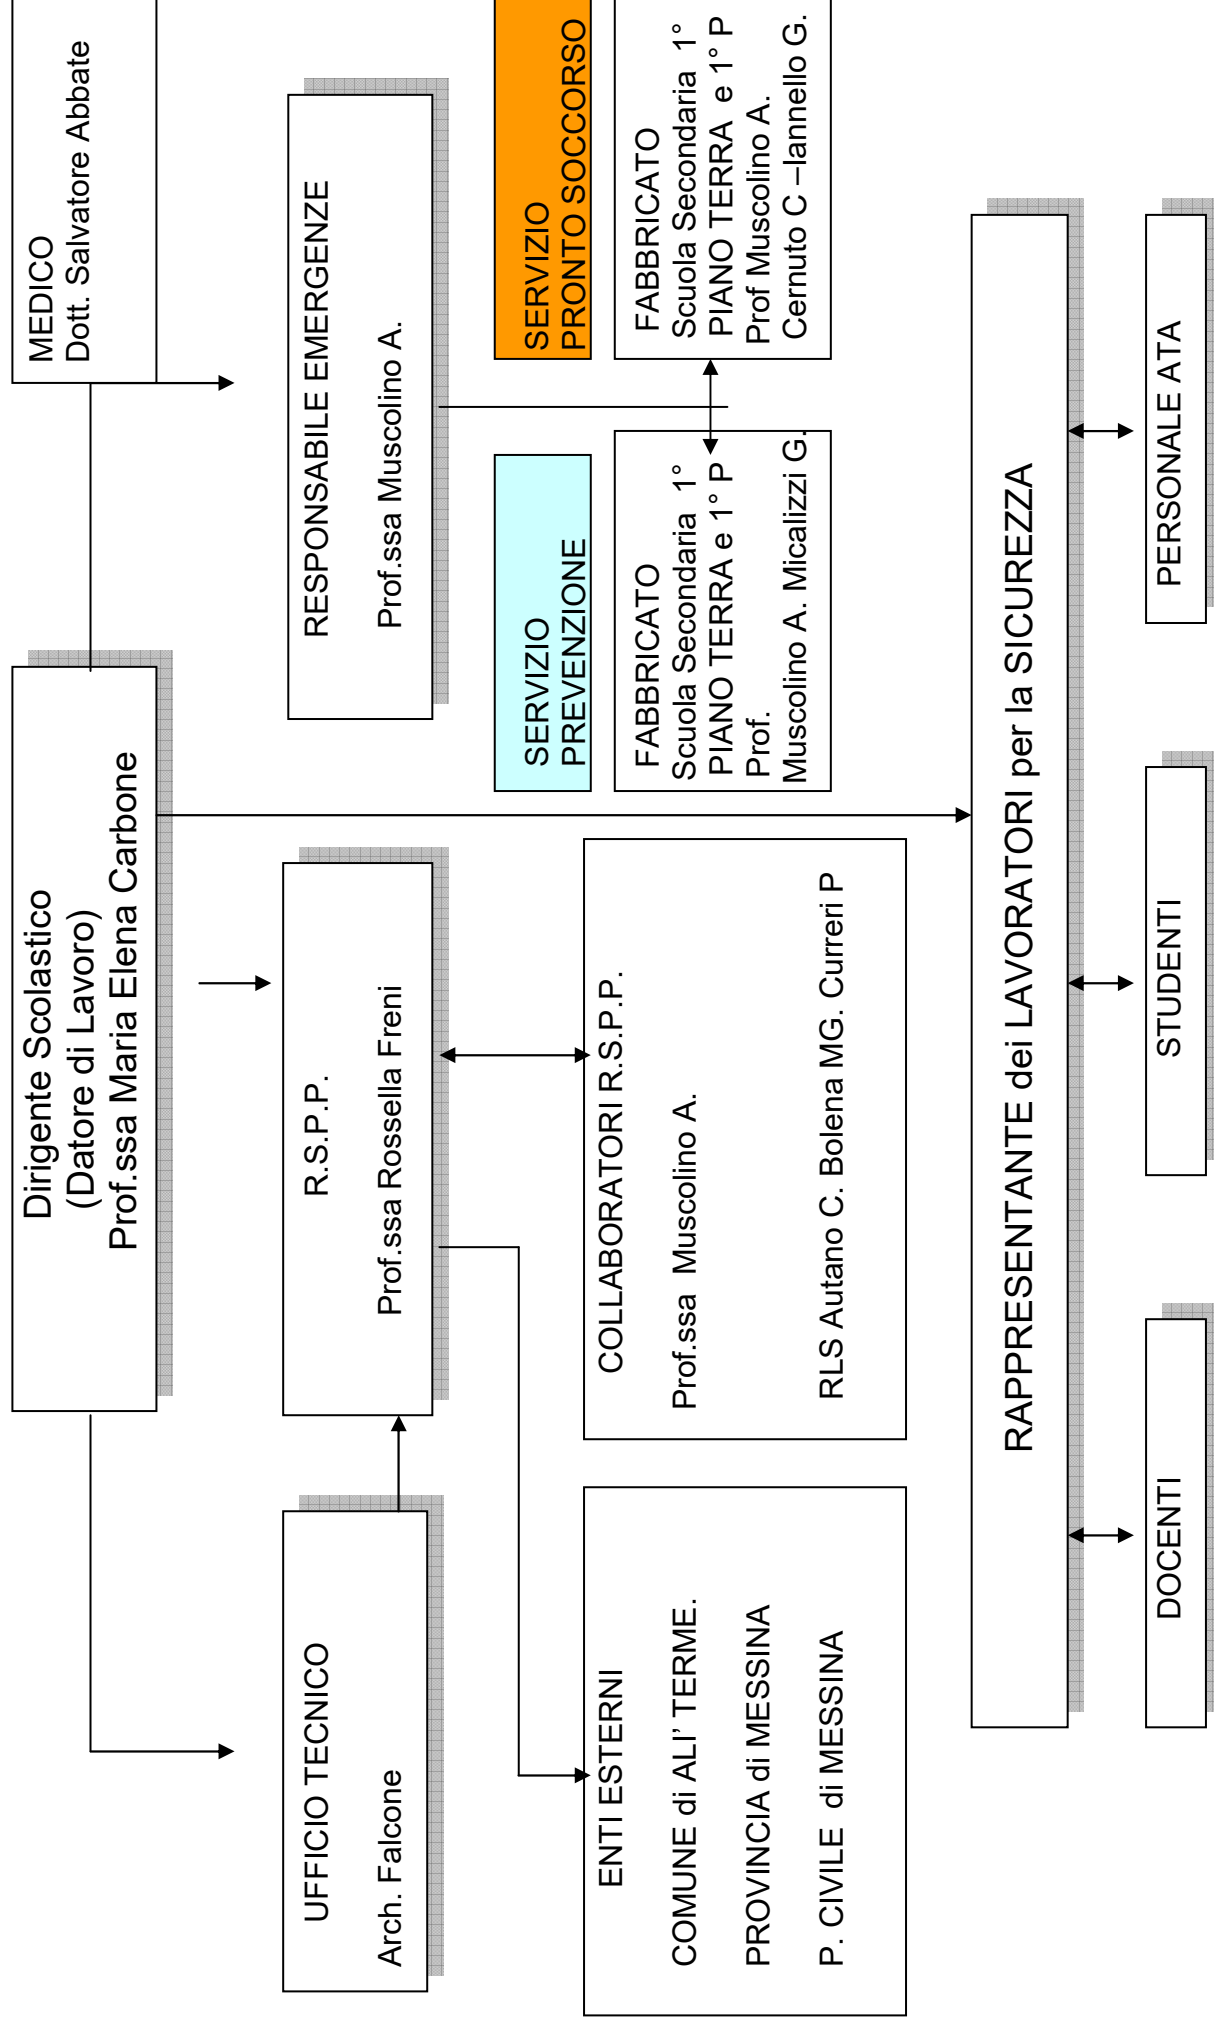 Dirigente Scolastico
(Datore di Lavoro)
Prof.ssa Maria Elena Carbone
MEDICO
Dott. Salvatore Abbate
UFFICIO TECNICO
Arch. Falcone
R.S.P.P.
Prof.ssa Rossella Freni
RESPONSABILE EMERGENZE
Prof.ssa Muscolino A.
SERVIZIO
PREVENZIONE
SERVIZIO
PRONTO SOCCORSO
ENTI ESTERNI
COMUNE di ALI’ TERME.
PROVINCIA di MESSINA
P. CIVILE di MESSINA
COLLABORATORI R.S.P.P.
Prof.ssa Muscolino A.
RLS Autano C. Bolena MG. Curreri P
FABBRICATO
Scuola Secondaria 1°
PIANO TERRA e 1° P
Prof.
Muscolino A. Micalizzi G.
FABBRICATO
Scuola Secondaria 1°
PIANO TERRA e 1° P
Prof Muscolino A.
Cernuto C –Iannello G.
RAPPRESENTANTE dei LAVORATORI per la SICUREZZA
DOCENTI
STUDENTI
PERSONALE ATA